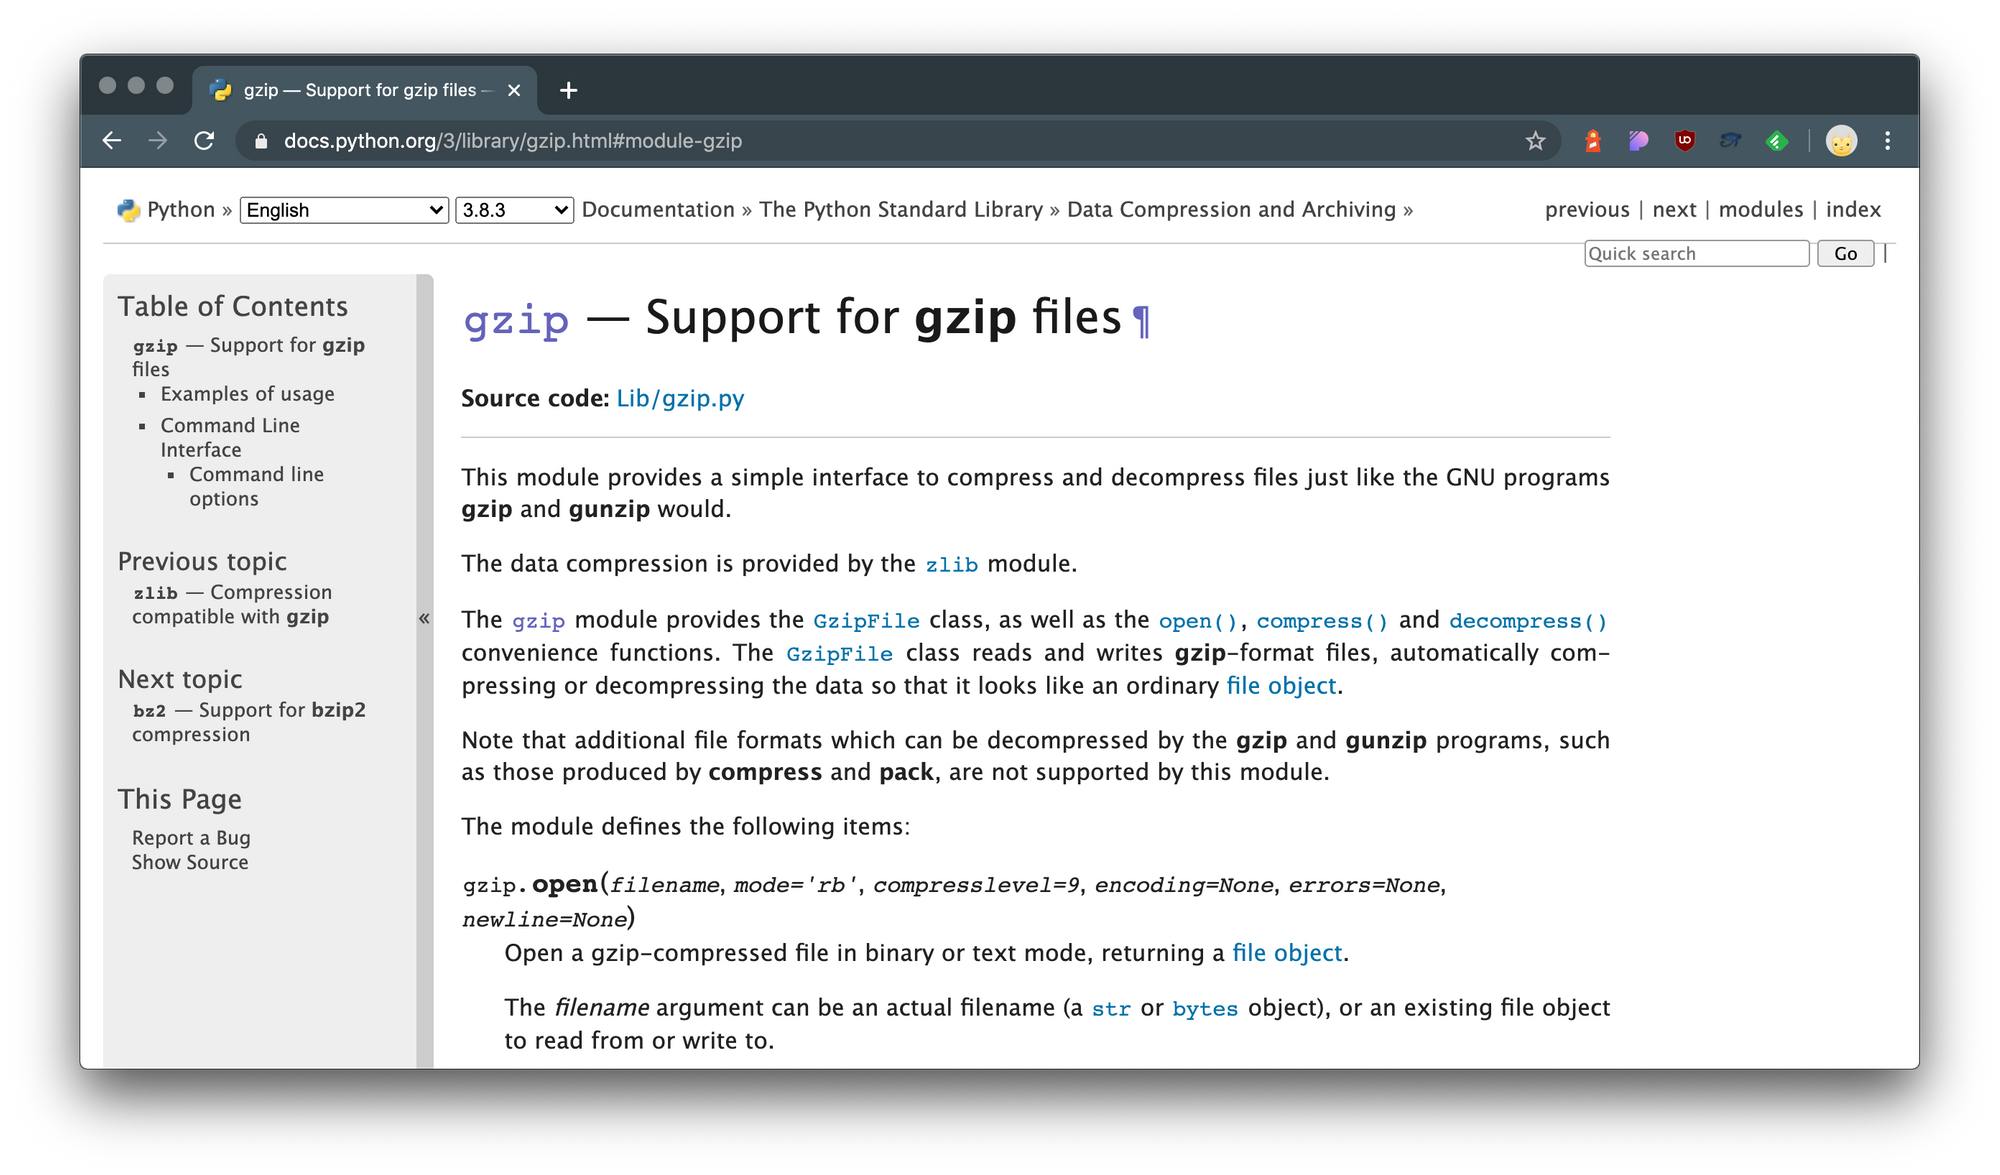 gzip — Support for gzip files —
docs.python.org/3/library/gzip.html#module-gzip
Python » English 3.8.3 Documentation » The Python Standard Library » Data Compression and Archiving » previous | next | modules | index
Quick search Go |
Table of Contents
gzip — Support for gzip
files
▪ Examples of usage
▪ Command Line
Interface
▪ Command line
options
Previous topic
zlib — Compression
compatible with gzip
Next topic
bz2 — Support for bzip2
compression
This Page
Report a Bug
Show Source
«
gzip — Support for gzip files ¶
Source code: Lib/gzip.py
This module provides a simple interface to compress and decompress files just like the GNU programs
gzip and gunzip would.
The data compression is provided by the zlib module.
The gzip module provides the GzipFile class, as well as the open(), compress() and decompress()
convenience functions. The GzipFile class reads and writes gzip-format files, automatically com-
pressing or decompressing the data so that it looks like an ordinary file object.
Note that additional file formats which can be decompressed by the gzip and gunzip programs, such
as those produced by compress and pack, are not supported by this module.
The module defines the following items:
gzip.open(filename, mode='rb', compresslevel=9, encoding=None, errors=None,
newline=None)
Open a gzip-compressed file in binary or text mode, returning a file object.
The filename argument can be an actual filename (a str or bytes object), or an existing file object
to read from or write to.